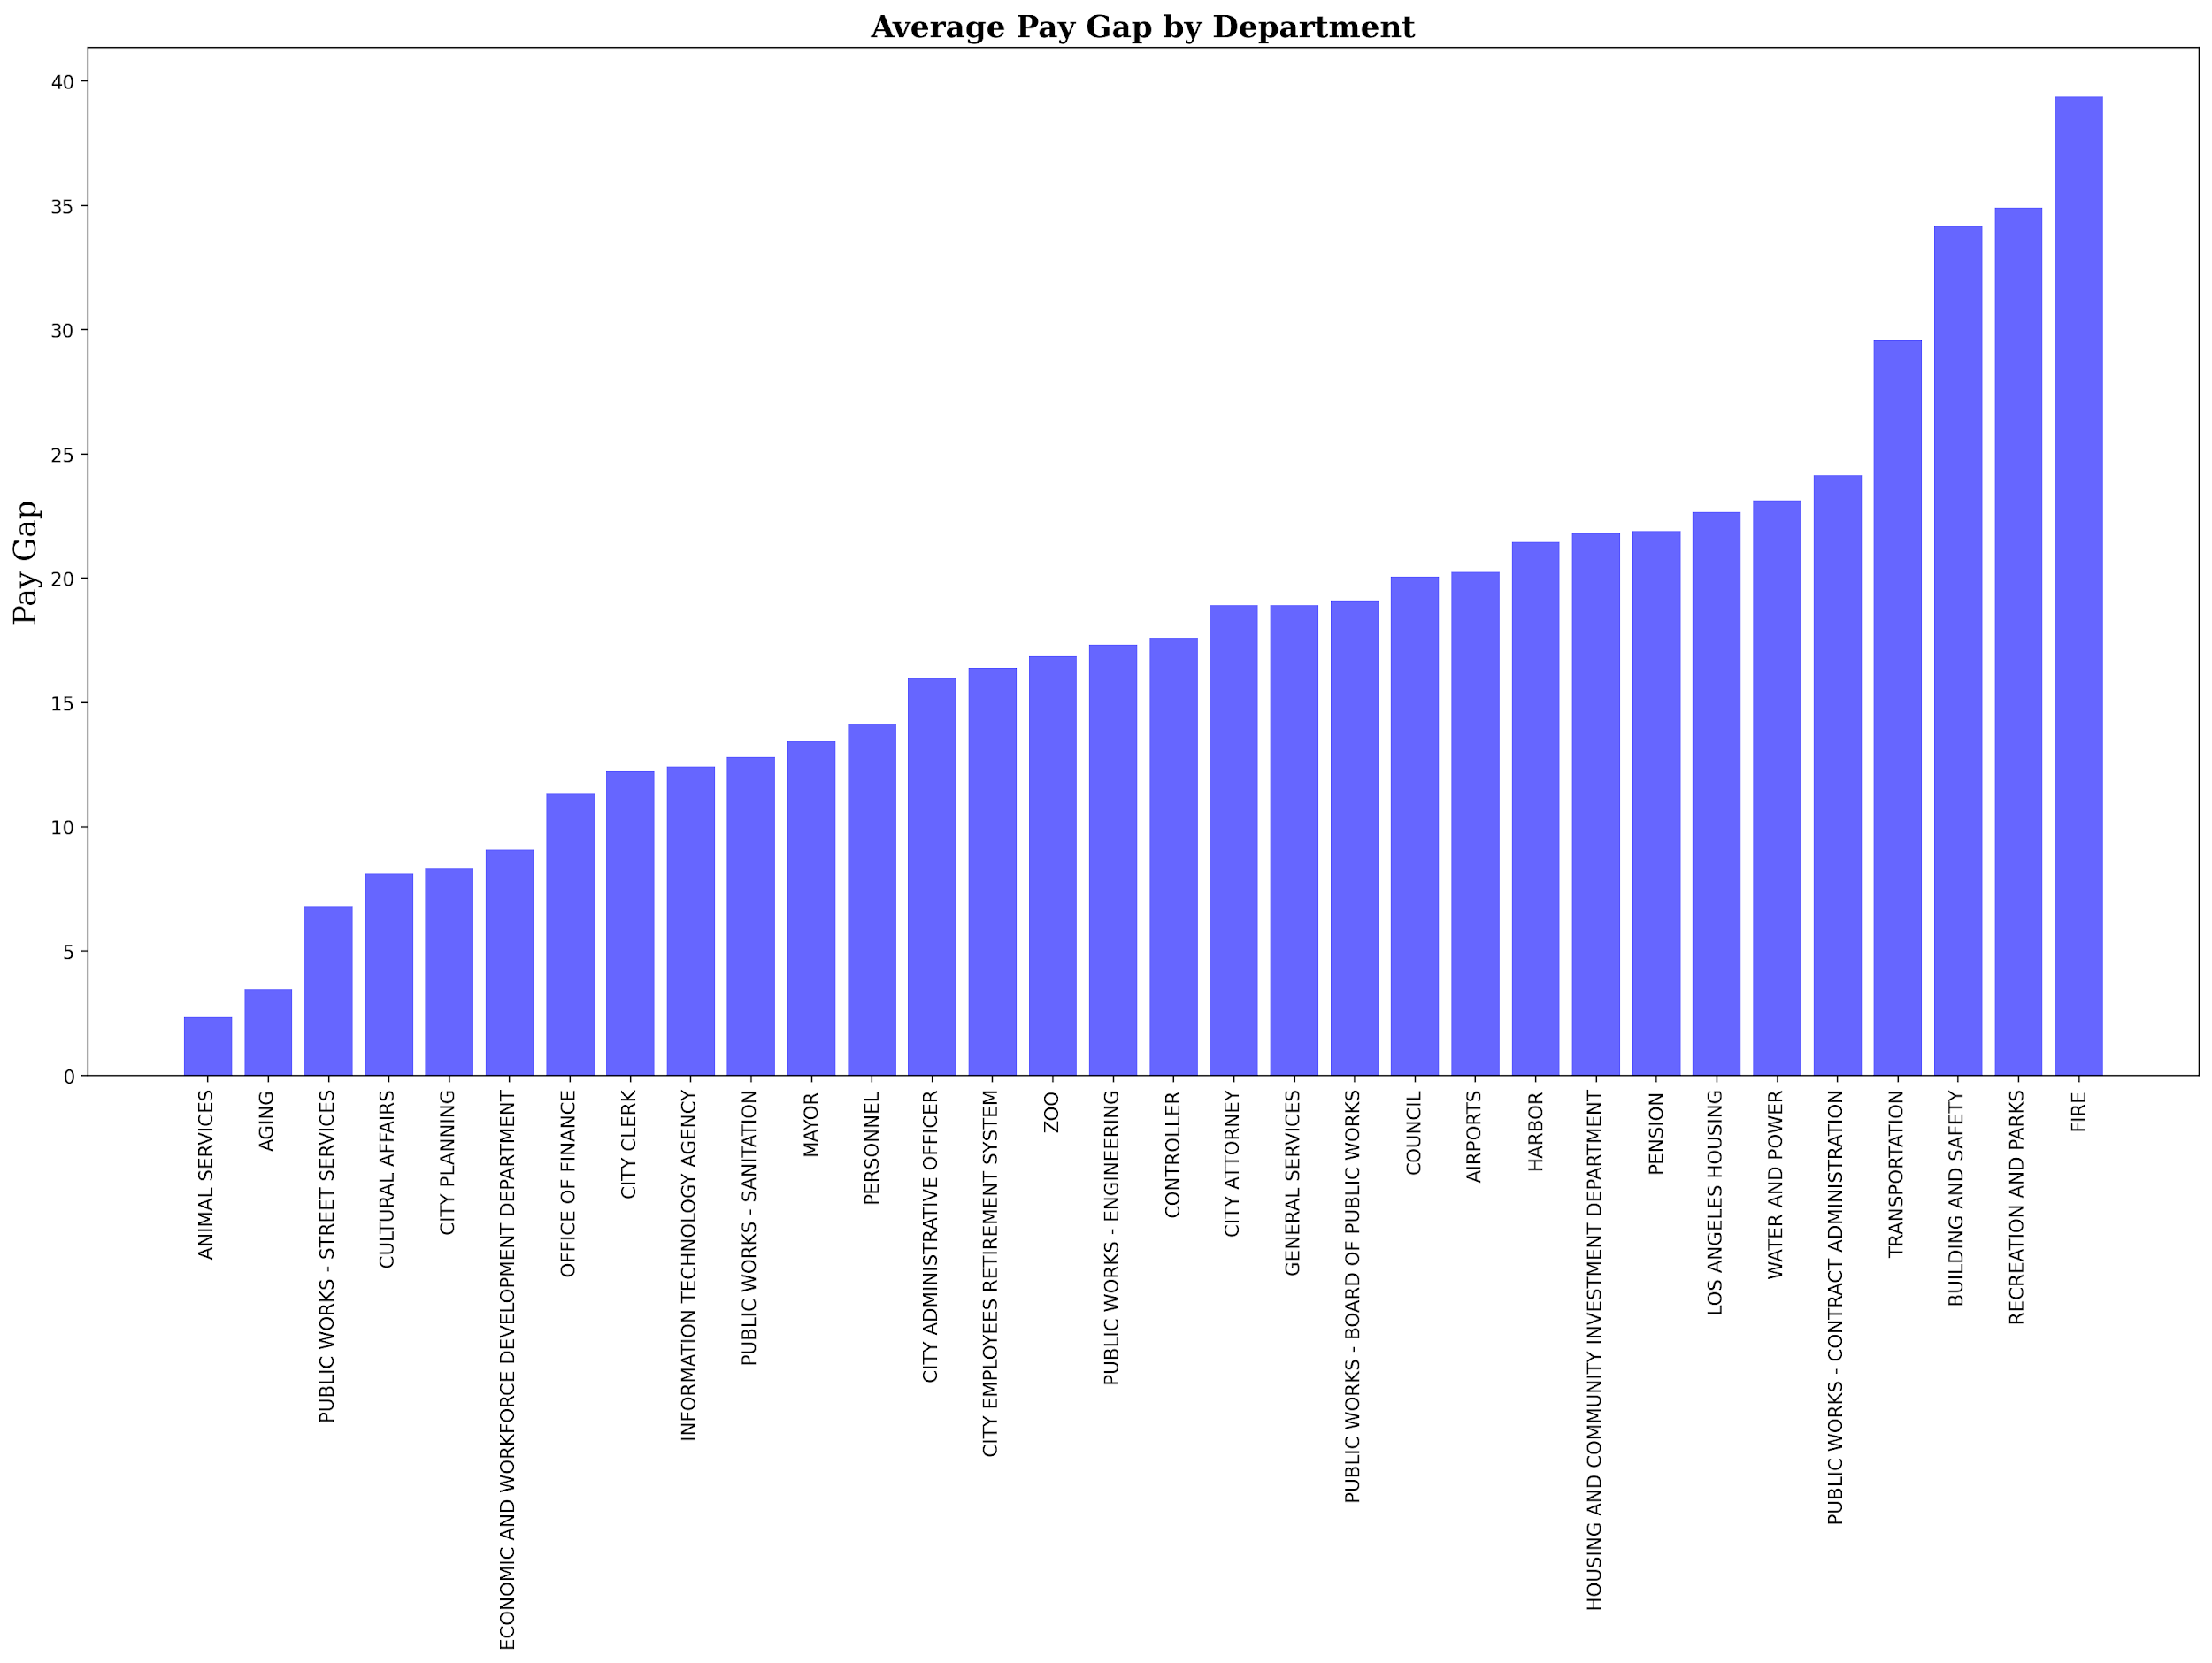 Average Pay Gap by Department
Pay Gap
40
35
30
25
20
15
10
5
0
ANIMAL SERVICES
AGING
PUBLIC WORKS - STREET SERVICES
CULTURAL AFFAIRS
CITY PLANNING
ECONOMIC AND WORKFORCE DEVELOPMENT DEPARTMENT
OFFICE OF FINANCE
CITY CLERK
INFORMATION TECHNOLOGY AGENCY
PUBLIC WORKS - SANITATION
MAYOR
PERSONNEL
CITY ADMINISTRATIVE OFFICER
CITY EMPLOYEES RETIREMENT SYSTEM
ZOO
PUBLIC WORKS - ENGINEERING
CONTROLLER
CITY ATTORNEY
GENERAL SERVICES
PUBLIC WORKS - BOARD OF PUBLIC WORKS
COUNCIL
AIRPORTS
HARBOR
HOUSING AND COMMUNITY INVESTMENT DEPARTMENT
PENSION
LOS ANGELES HOUSING
WATER AND POWER
PUBLIC WORKS - CONTRACT ADMINISTRATION
TRANSPORTATION
BUILDING AND SAFETY
RECREATION AND PARKS
FIRE